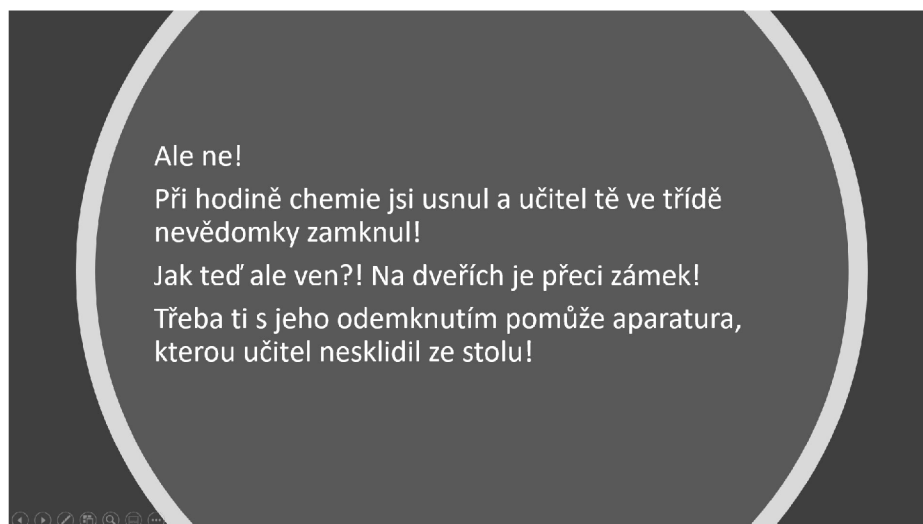 Ale ne!
Při hodině chemie jsi usnul a učitel tě ve třídě
nevědomky zamknul!
Jak teď ale ven?! Na dveřích je přeci zámek!
Třeba ti s jeho odemknutím pomůže aparatura,
kterou učitel nesklidil ze stolu!